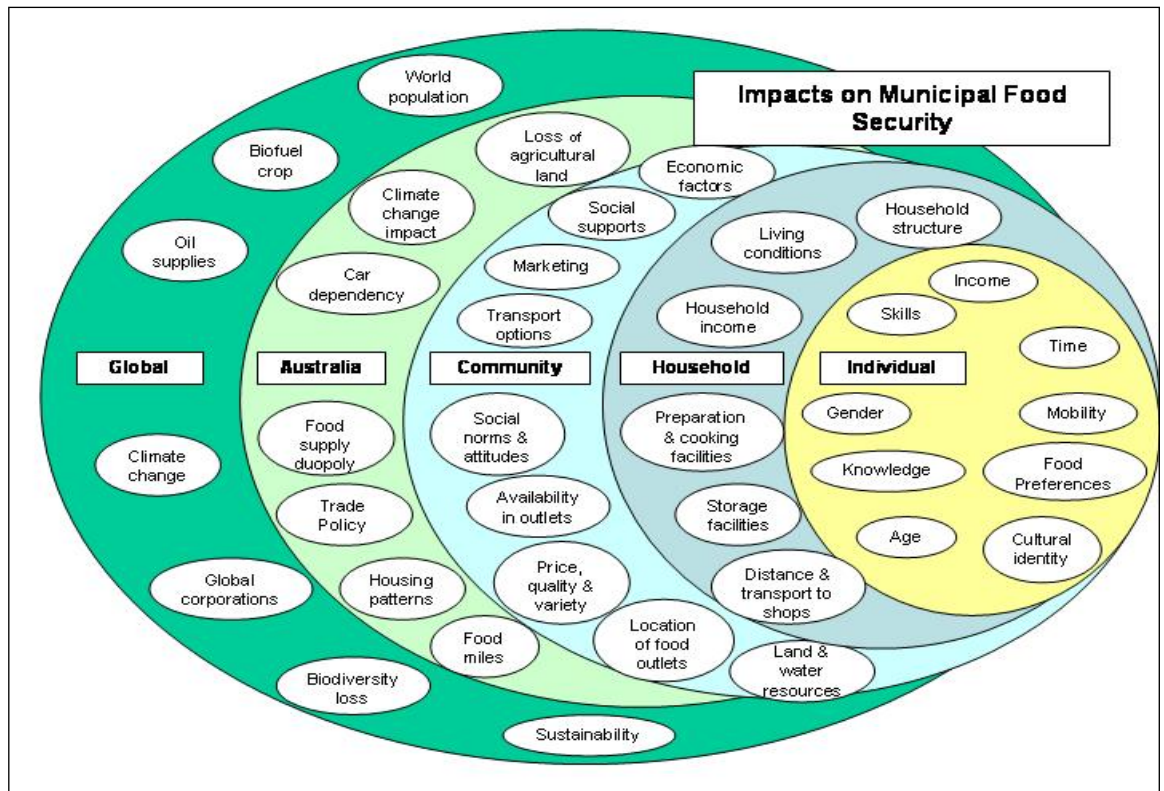 Impacts on Municipal Food
Security
World
population
Biofuel
crop
Oil
supplies
Global
Climate
change
Global
corporations
Biodiversity
loss
Sustainability
Loss of
agricultural
land
Climate
change
impact
Car
dependency
Australia
Food
supply
duopoly
Trade
Policy
Housing
patterns
Food
miles
Economic
factors
Social
supports
Marketing
Transport
options
Community
Social
norms &
attitudes
Availability
in outlets
Price,
quality &
variety
Location
of food
outlets
Land &
water
resources
Household
structure
Living
conditions
Household
income
Household
Preparation
& cooking
facilities
Storage
facilities
Distance &
transport to
shops
Income
Skills
Time
Individual
Gender
Mobility
Knowledge
Food
Preferences
Age
Cultural
identity